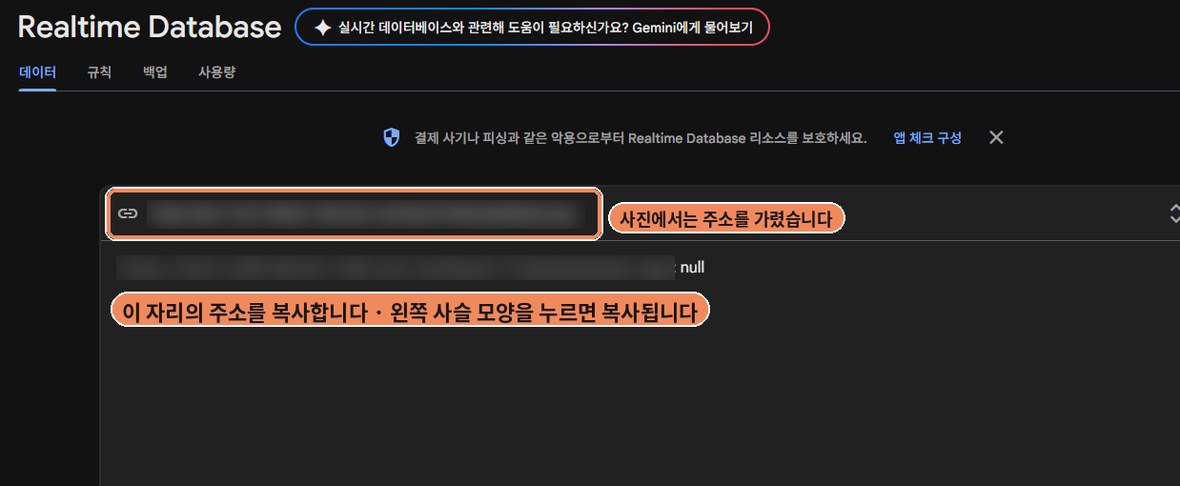 Realtime Database
실시간 데이터베이스와 관련해 도움이 필요하신가요? Gemini에게 물어보기
데이터 규칙 백업 사용량
결제 사기나 피싱과 같은 악용으로부터 Realtime Database 리소스를 보호하세요. 앱 체크 구성
사진에서는 주소를 가렸습니다
: null
이 자리의 주소를 복사합니다 · 왼쪽 사슬 모양을 누르면 복사됩니다